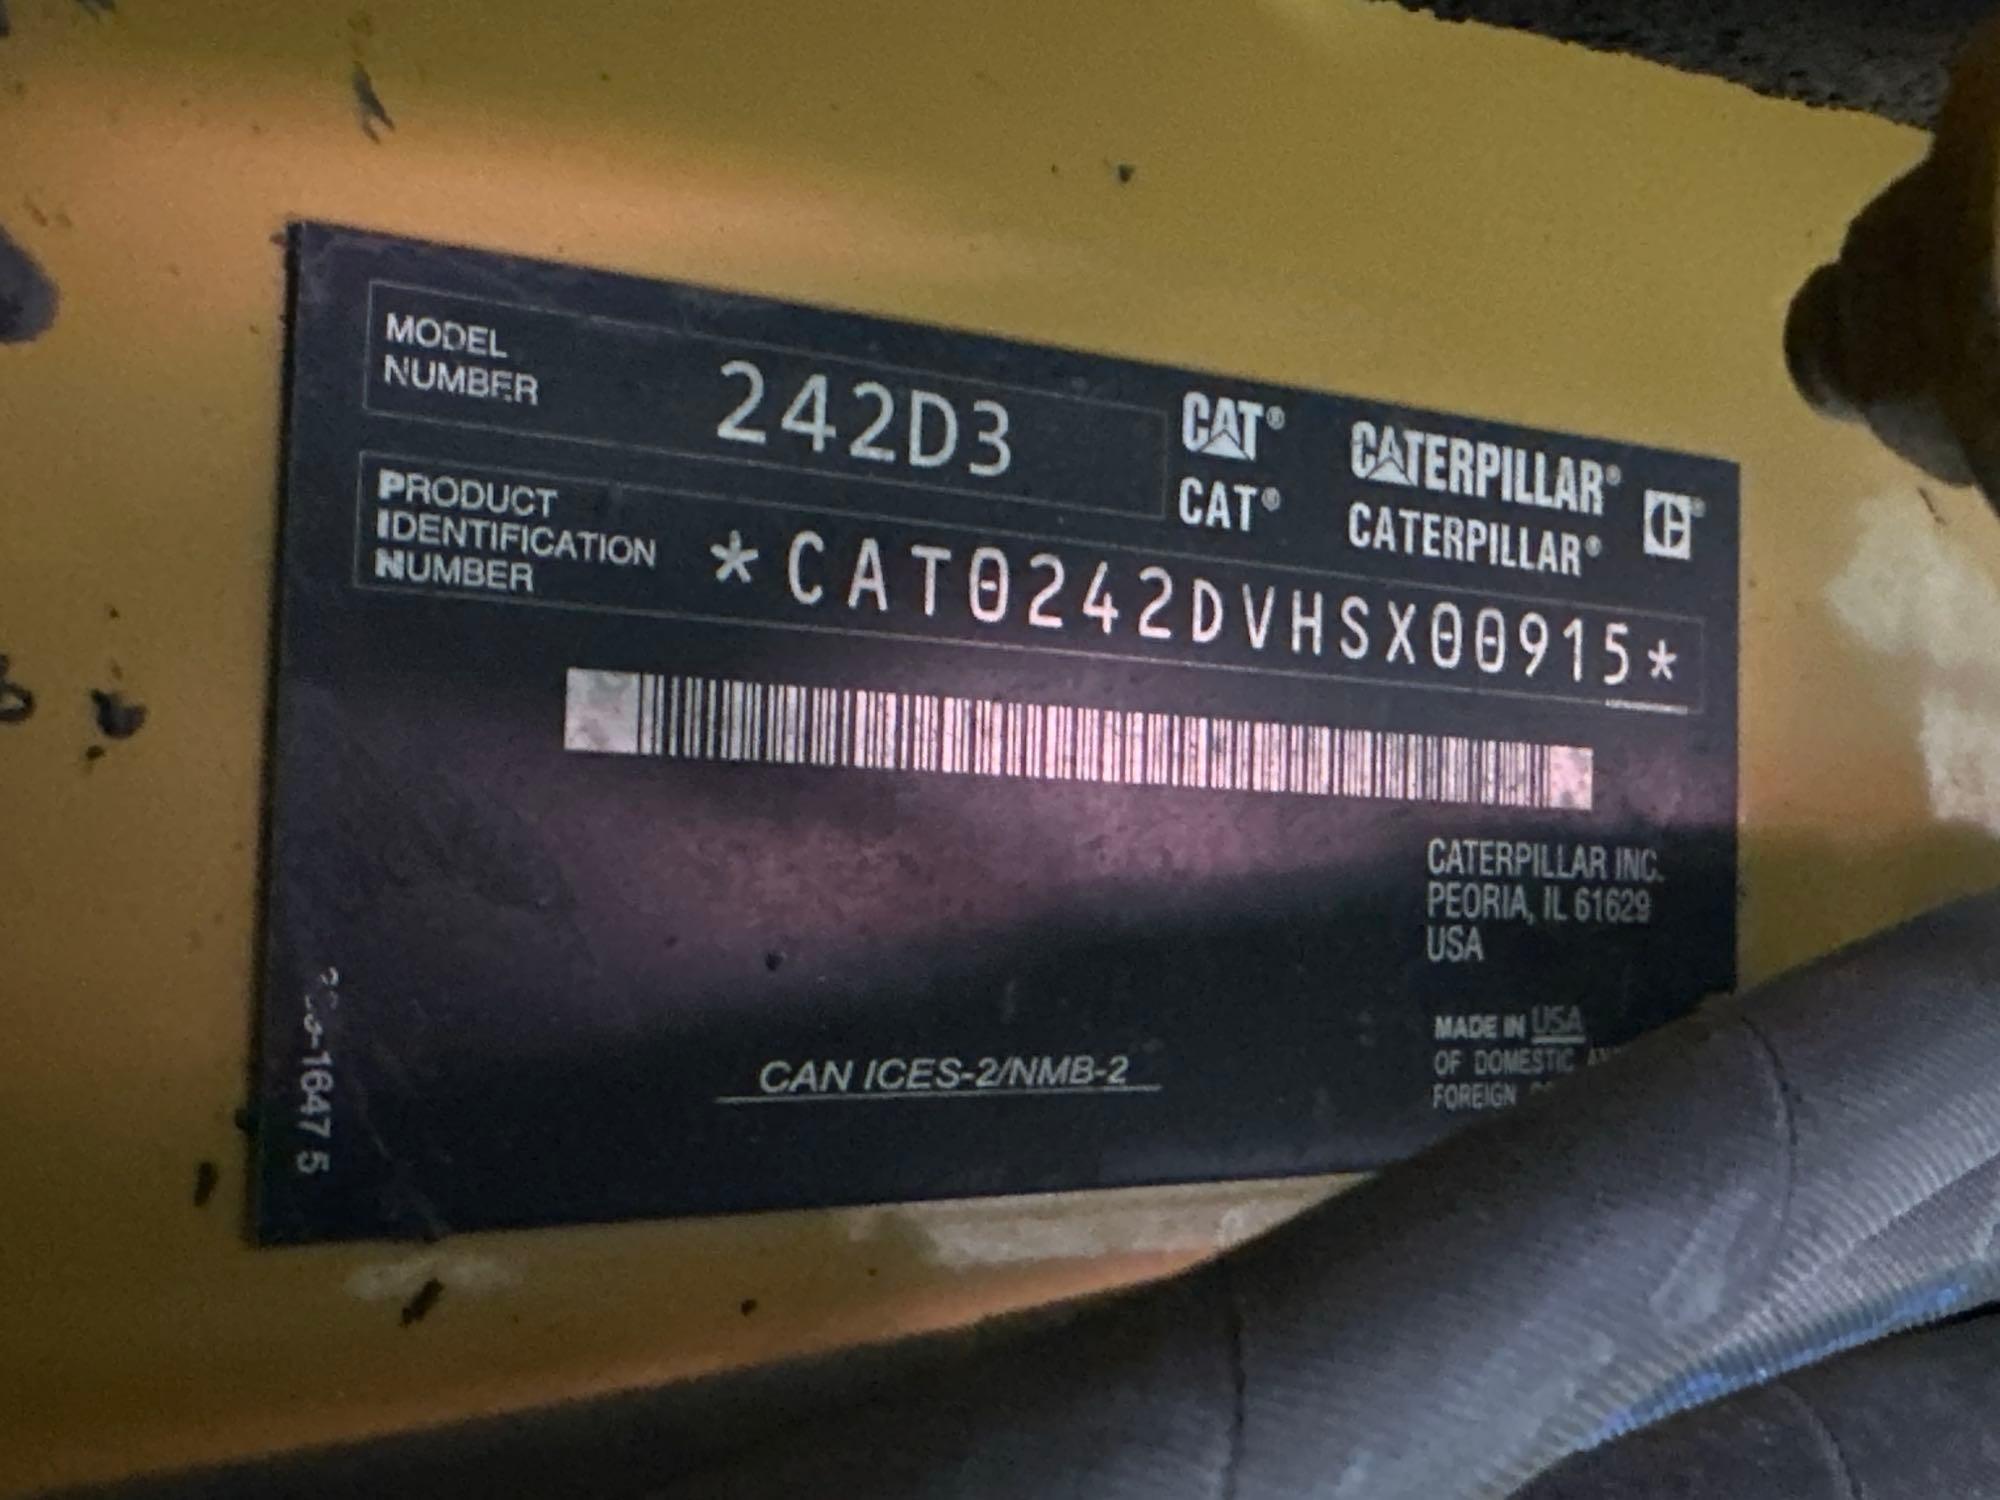 MODEL
NUMBER
242D3
CAT® CATERPILLAR®
CAT® CATERPILLAR®
PRODUCT
IDENTIFICATION
NUMBER
*CAT0242DVHSX00915*
CATERPILLAR INC.
PEORIA, IL 61629
USA
MADE IN USA
OF DOMESTIC
FOREIGN
CAN ICES-2/NMB-2
-1647 5